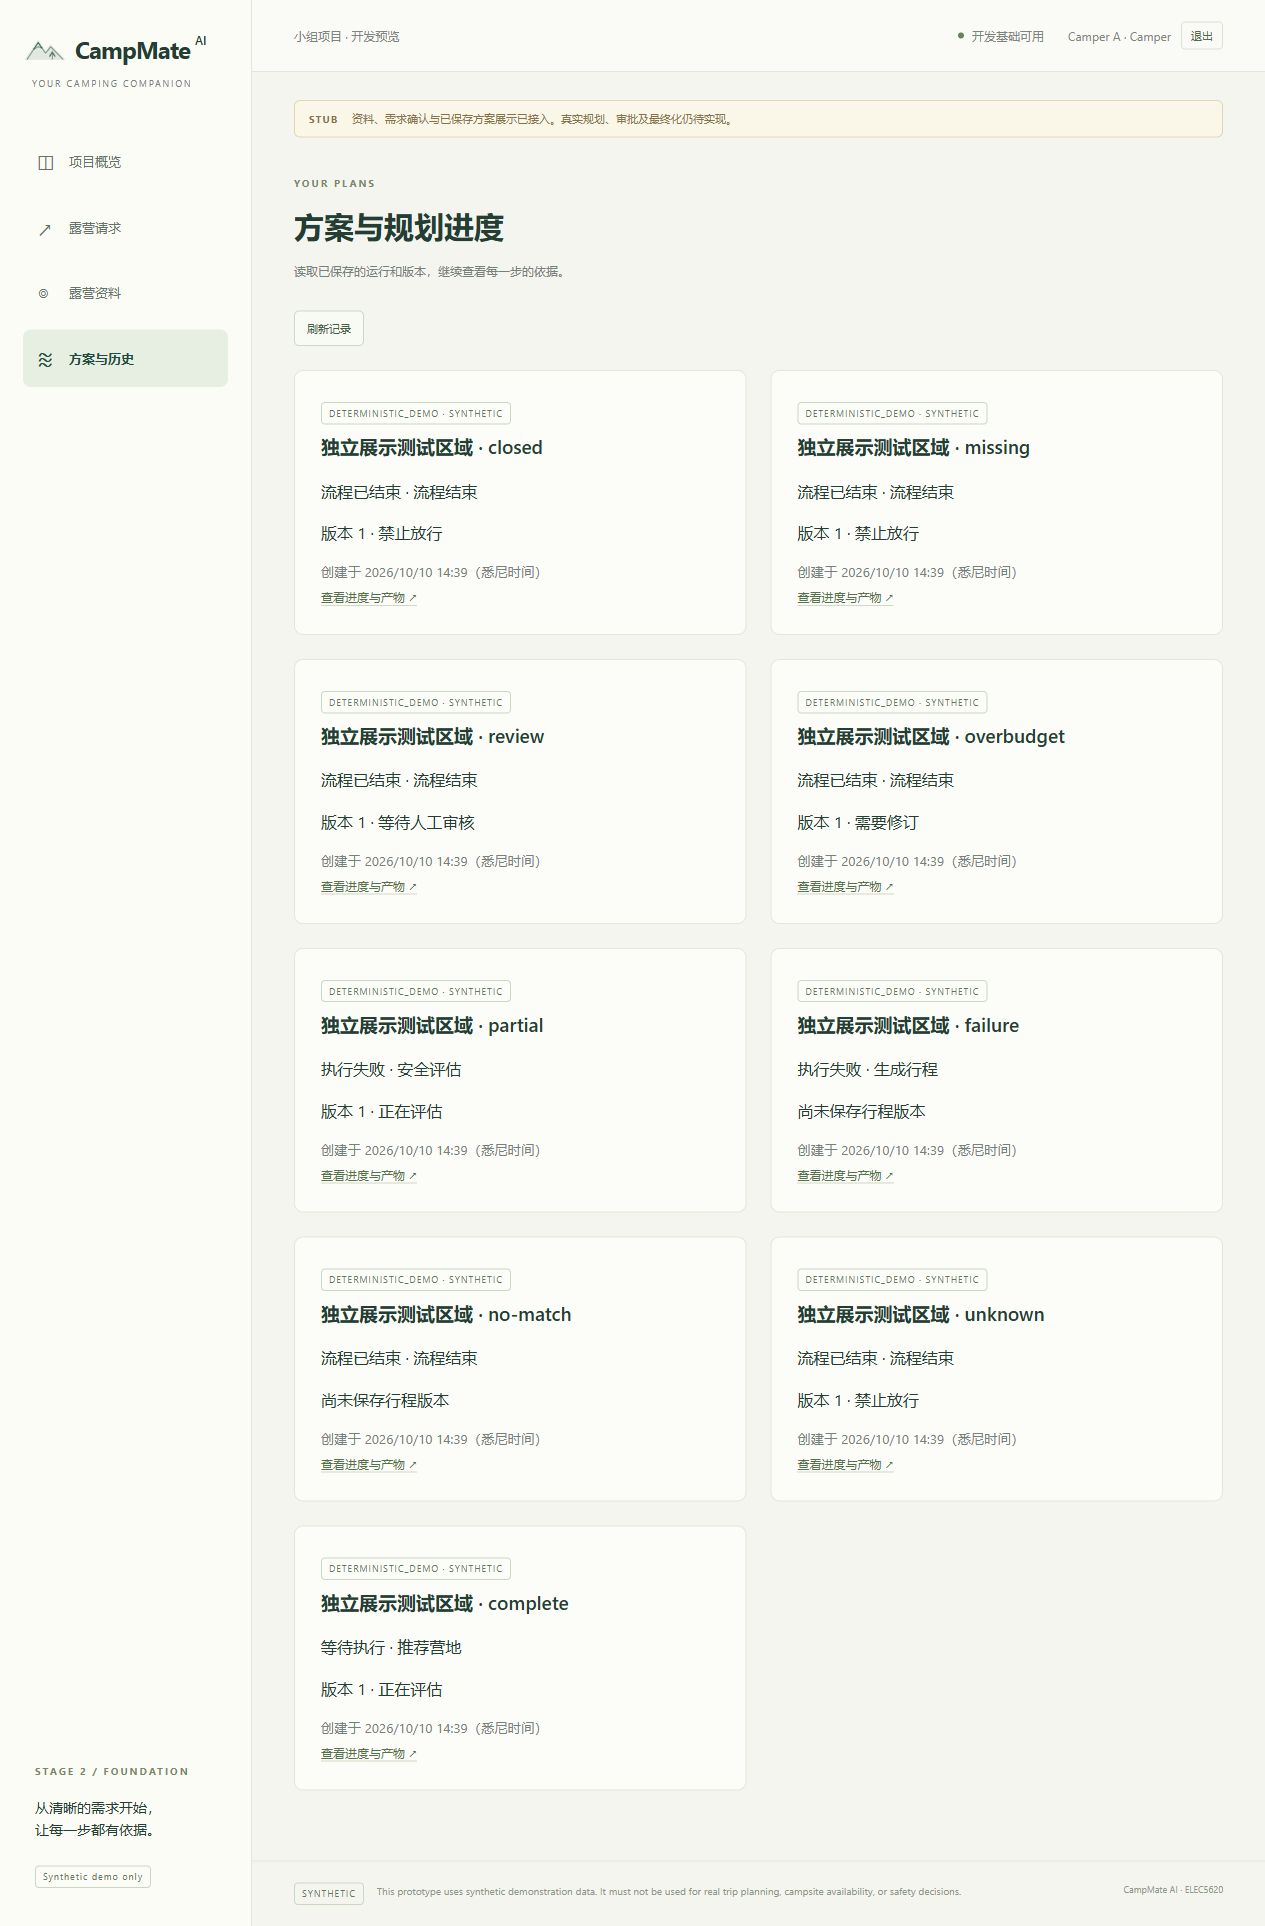 CampMate AI
YOUR CAMPING COMPANION
项目概览
露营请求
露营资料
方案与历史
STAGE 2 / FOUNDATION
从清晰的需求开始，
让每一步都有依据。
Synthetic demo only
小组项目 · 开发预览
开发基础可用
Camper A · Camper
退出
STUB 资料、需求确认与已保存方案展示已接入。真实规划、审批及最终化仍待实现。
YOUR PLANS
方案与规划进度
读取已保存的运行和版本，继续查看每一步的依据。
刷新记录
DETERMINISTIC_DEMO · SYNTHETIC
独立展示测试区域 · closed
流程已结束 · 流程结束
版本 1 · 禁止放行
创建于 2026/10/10 14:39（悉尼时间）
查看进度与产物 ↗
DETERMINISTIC_DEMO · SYNTHETIC
独立展示测试区域 · missing
流程已结束 · 流程结束
版本 1 · 禁止放行
创建于 2026/10/10 14:39（悉尼时间）
查看进度与产物 ↗
DETERMINISTIC_DEMO · SYNTHETIC
独立展示测试区域 · review
流程已结束 · 流程结束
版本 1 · 等待人工审核
创建于 2026/10/10 14:39（悉尼时间）
查看进度与产物 ↗
DETERMINISTIC_DEMO · SYNTHETIC
独立展示测试区域 · overbudget
流程已结束 · 流程结束
版本 1 · 需要修订
创建于 2026/10/10 14:39（悉尼时间）
查看进度与产物 ↗
DETERMINISTIC_DEMO · SYNTHETIC
独立展示测试区域 · partial
执行失败 · 安全评估
版本 1 · 正在评估
创建于 2026/10/10 14:39（悉尼时间）
查看进度与产物 ↗
DETERMINISTIC_DEMO · SYNTHETIC
独立展示测试区域 · failure
执行失败 · 生成行程
尚未保存行程版本
创建于 2026/10/10 14:39（悉尼时间）
查看进度与产物 ↗
DETERMINISTIC_DEMO · SYNTHETIC
独立展示测试区域 · no-match
流程已结束 · 流程结束
尚未保存行程版本
创建于 2026/10/10 14:39（悉尼时间）
查看进度与产物 ↗
DETERMINISTIC_DEMO · SYNTHETIC
独立展示测试区域 · unknown
流程已结束 · 流程结束
版本 1 · 禁止放行
创建于 2026/10/10 14:39（悉尼时间）
查看进度与产物 ↗
DETERMINISTIC_DEMO · SYNTHETIC
独立展示测试区域 · complete
等待执行 · 推荐营地
版本 1 · 正在评估
创建于 2026/10/10 14:39（悉尼时间）
查看进度与产物 ↗
SYNTHETIC
This prototype uses synthetic demonstration data. It must not be used for real trip planning, campsite availability, or safety decisions.
CampMate AI · ELEC5620